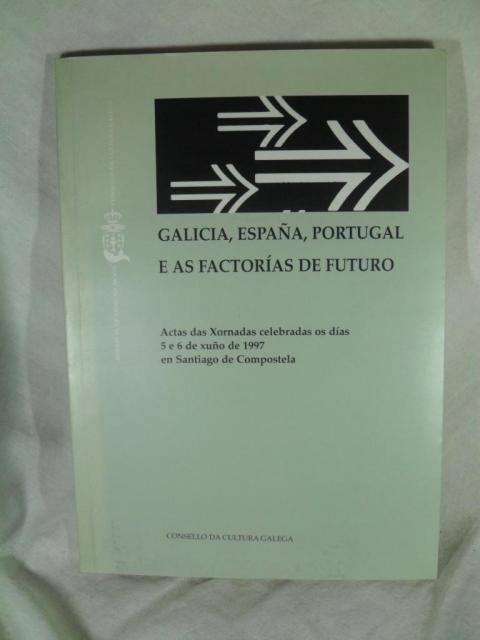 GALICIA, ESPAÑA, PORTUGAL
E AS FACTORÍAS DE FUTURO
Actas das Xornadas celebradas os días
5 e 6 de xuño de 1997
en Santiago de Compostela
CONSELLO DA CULTURA GALEGA